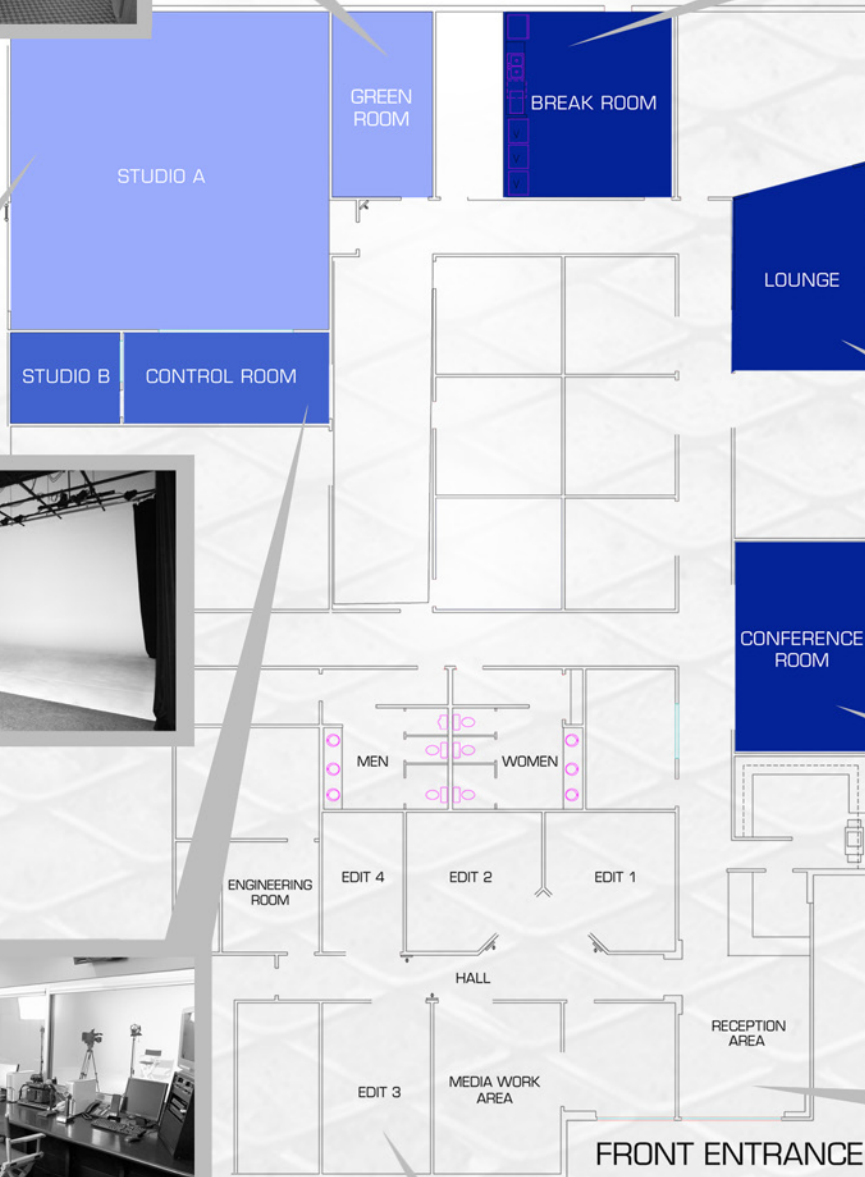 GREEN
ROOM
BREAK ROOM
STUDIO A
LOUNGE
STUDIO B
CONTROL ROOM
CONFERENCE
ROOM
MEN
WOMEN
ENGINEERING
ROOM
EDIT 4
EDIT 2
EDIT 1
HALL
RECEPTION
AREA
EDIT 3
MEDIA WORK
AREA
FRONT ENTRANCE